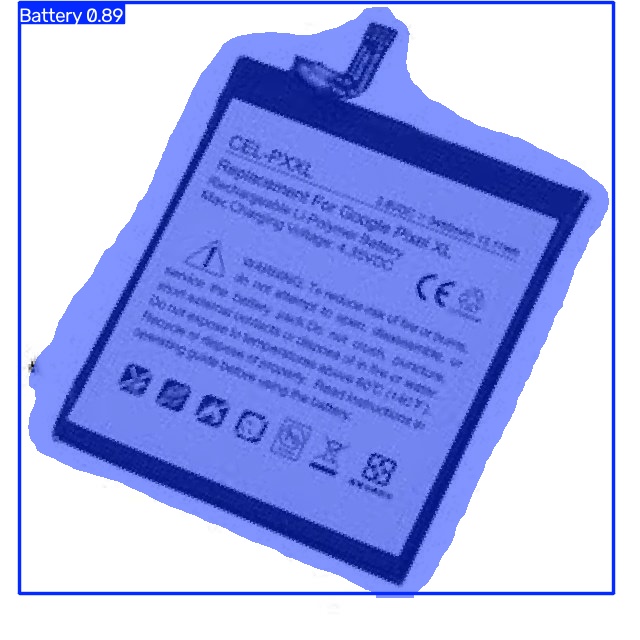 Battery 0.89
CEL-PXXL
Replacement For Google Pixel XL
Rechargeable Li-Polymer Battery
Max Charging Voltage: 4.35VDC
WARNING: To reduce risk of fire or burns,
do not attempt to open, disassemble, or
service the battery pack. Do not crush, puncture,
short external contacts or dispose of in fire or water.
Do not expose to temperatures above 60°C (140°F).
Recycle or dispose of properly. Read instructions in
operating guide before using the battery.
CE